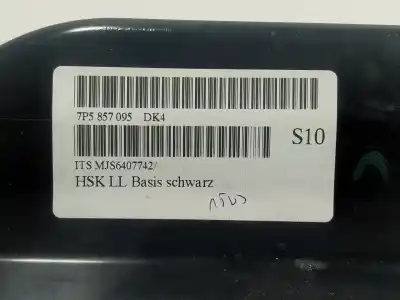 7P5 857 095 DK4
S10
ITS MJS6407742/
HSK LL Basis schwarz